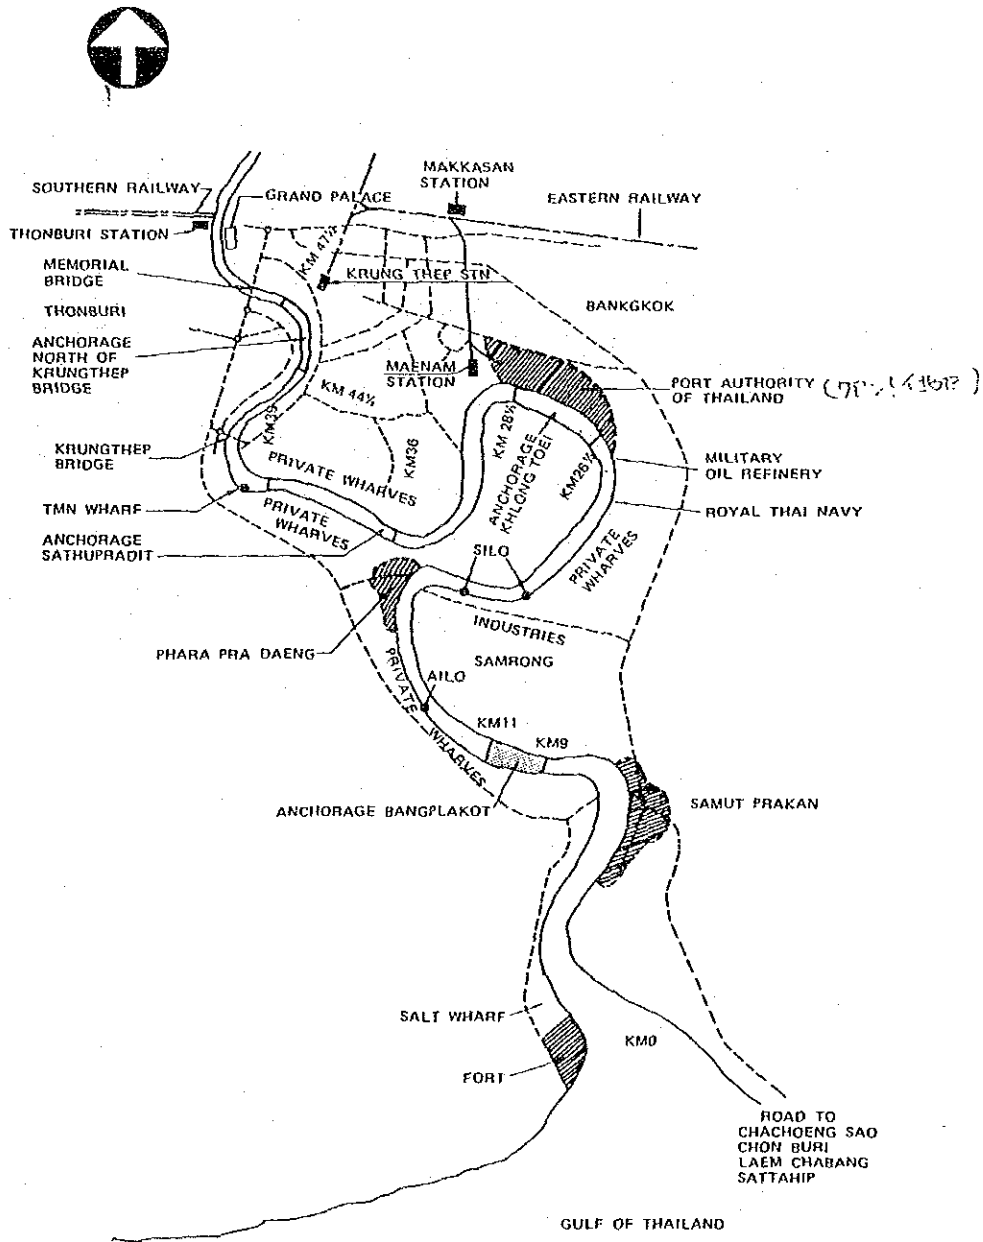 MAKKASAN
STATION
SOUTHERN RAILWAY
GRAND PALACE
EASTERN RAILWAY
THONBURI STATION
KM 47¼
MEMORIAL
BRIDGE
KRUNG THEP STN
BANGKGKOK
THONBURI
ANCHORAGE
NORTH OF
KRUNGTHEP
BRIDGE
MAENAM
STATION
PORT AUTHORITY
OF THAILAND
KM 44¼
KM39
KM 28½
ANCHORAGE
KHLONG TOEI
KM26½
KRUNGTHEP
BRIDGE
PRIVATE WHARVES
KM36
MILITARY
OIL REFINERY
TMN WHARF
PRIVATE
WHARVES
ROYAL THAI NAVY
ANCHORAGE
SATHUPRADIT
SILO
PRIVATE
WHARVES
INDUSTRIES
PHARA PRA DAENG
SAMRONG
PRIVATE
WHARVES
AILO
KM11
KM9
ANCHORAGE BANGPLAKOT
SAMUT PRAKAN
SALT WHARF
KM0
FORT
ROAD TO
CHACHOENG SAO
CHON BURI
LAEM CHABANG
SATTAHIP
GULF OF THAILAND